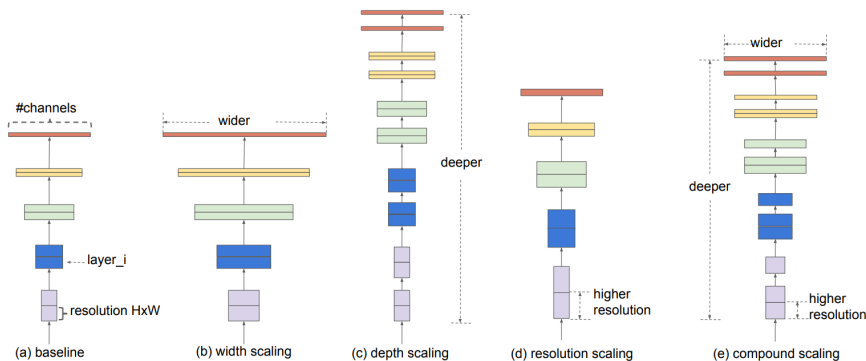 #channels
layer_i
resolution HxW
(a) baseline
wider
(b) width scaling
deeper
(c) depth scaling
higher
resolution
(d) resolution scaling
wider
deeper
higher
resolution
(e) compound scaling